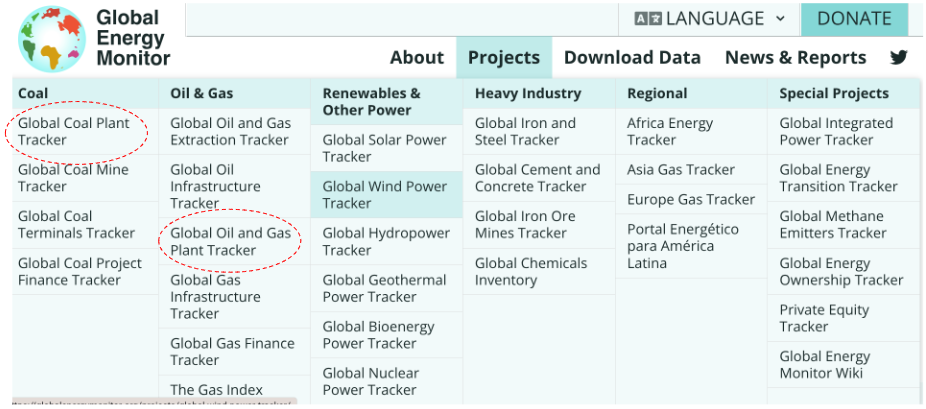 Global
Energy
Monitor
LANGUAGE
DONATE
About
Projects
Download Data
News & Reports
Coal
Global Coal Plant
Tracker
Global Coal Mine
Tracker
Global Coal
Terminals Tracker
Global Coal Project
Finance Tracker
Oil & Gas
Global Oil and Gas
Extraction Tracker
Global Oil
Infrastructure
Tracker
Global Oil and Gas
Plant Tracker
Global Gas
Infrastructure
Tracker
Global Gas Finance
Tracker
The Gas Index
Renewables &
Other Power
Global Solar Power
Tracker
Global Wind Power
Tracker
Global Hydropower
Tracker
Global Geothermal
Power Tracker
Global Bioenergy
Power Tracker
Global Nuclear
Power Tracker
Heavy Industry
Global Iron and
Steel Tracker
Global Cement and
Concrete Tracker
Global Iron Ore
Mines Tracker
Global Chemicals
Inventory
Regional
Africa Energy
Tracker
Asia Gas Tracker
Europe Gas Tracker
Portal Energético
para América
Latina
Special Projects
Global Integrated
Power Tracker
Global Energy
Transition Tracker
Global Methane
Emitters Tracker
Global Energy
Ownership Tracker
Private Equity
Tracker
Global Energy
Monitor Wiki